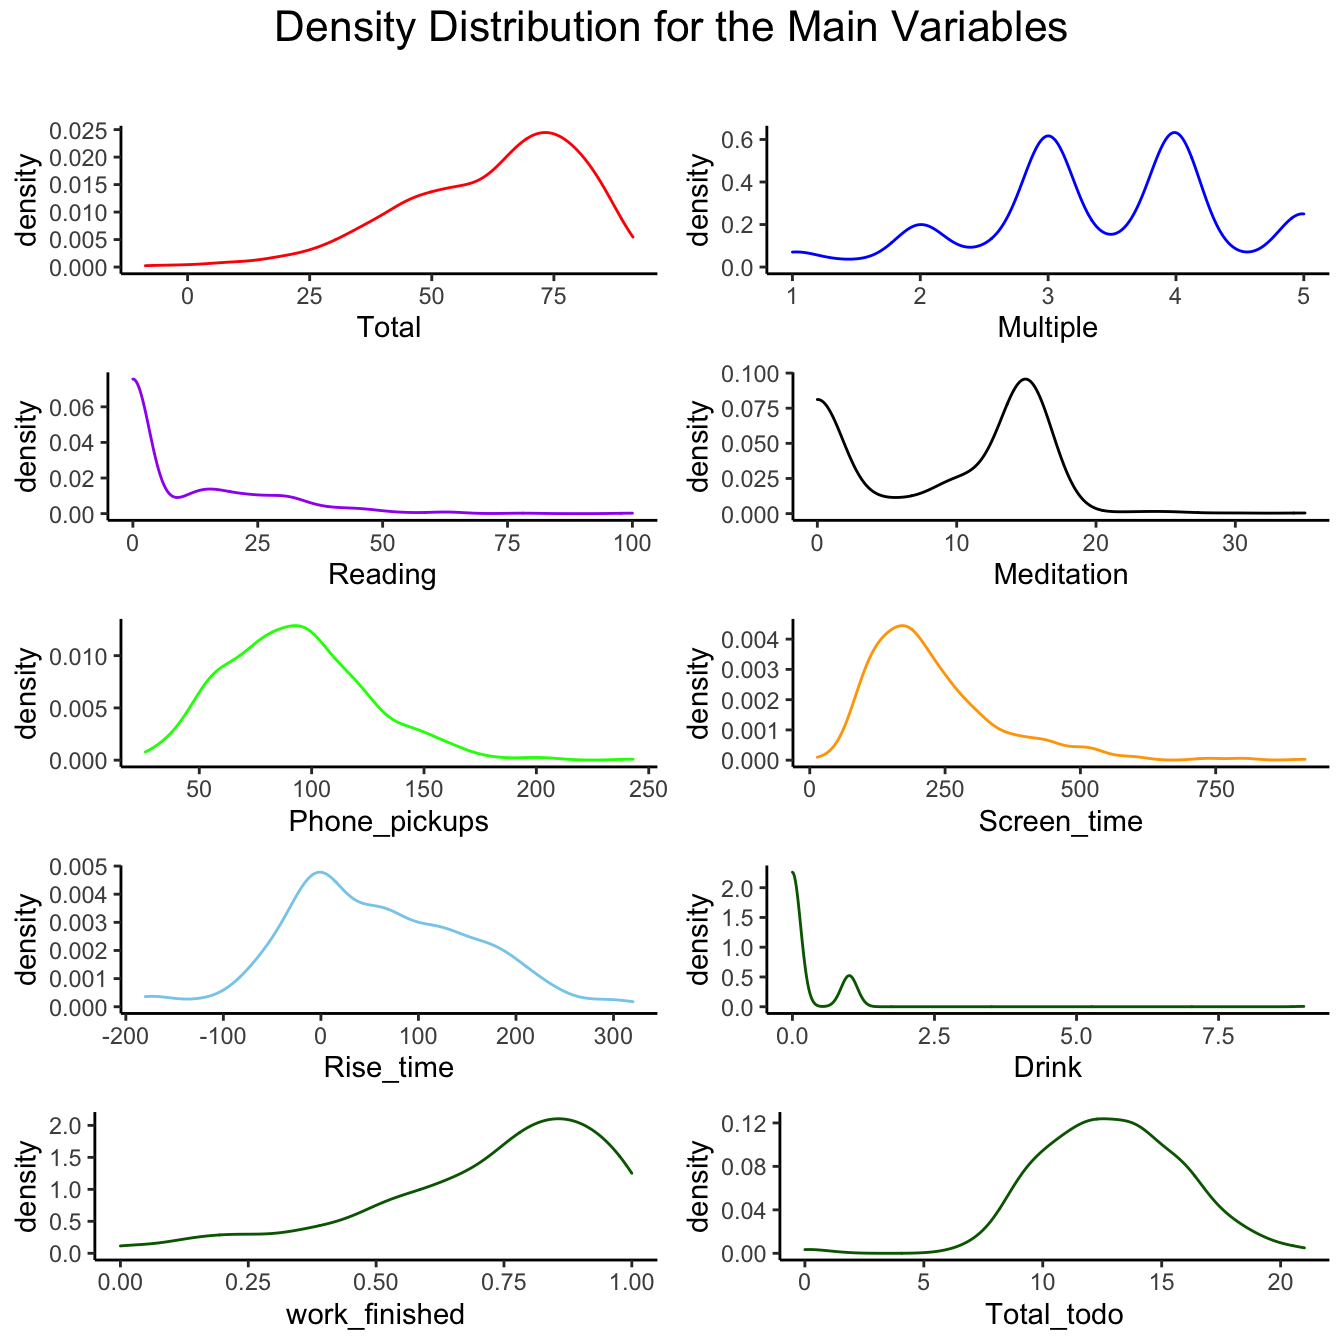 Density Distribution for the Main Variables
density
0.025
0.020
0.015
0.010
0.005
0.000
0 25 50 75
Total
density
0.6
0.4
0.2
0.0
1 2 3 4 5
Multiple
density
0.06
0.04
0.02
0.00
0 25 50 75 100
Reading
density
0.100
0.075
0.050
0.025
0.000
0 10 20 30
Meditation
density
0.010
0.005
0.000
50 100 150 200 250
Phone_pickups
density
0.004
0.003
0.002
0.001
0.000
0 250 500 750
Screen_time
density
0.005
0.004
0.003
0.002
0.001
0.000
-200 -100 0 100 200 300
Rise_time
density
2.0
1.5
1.0
0.5
0.0
0.0 2.5 5.0 7.5
Drink
density
2.0
1.5
1.0
0.5
0.0
0.00 0.25 0.50 0.75 1.00
work_finished
density
0.12
0.08
0.04
0.00
0 5 10 15 20
Total_todo